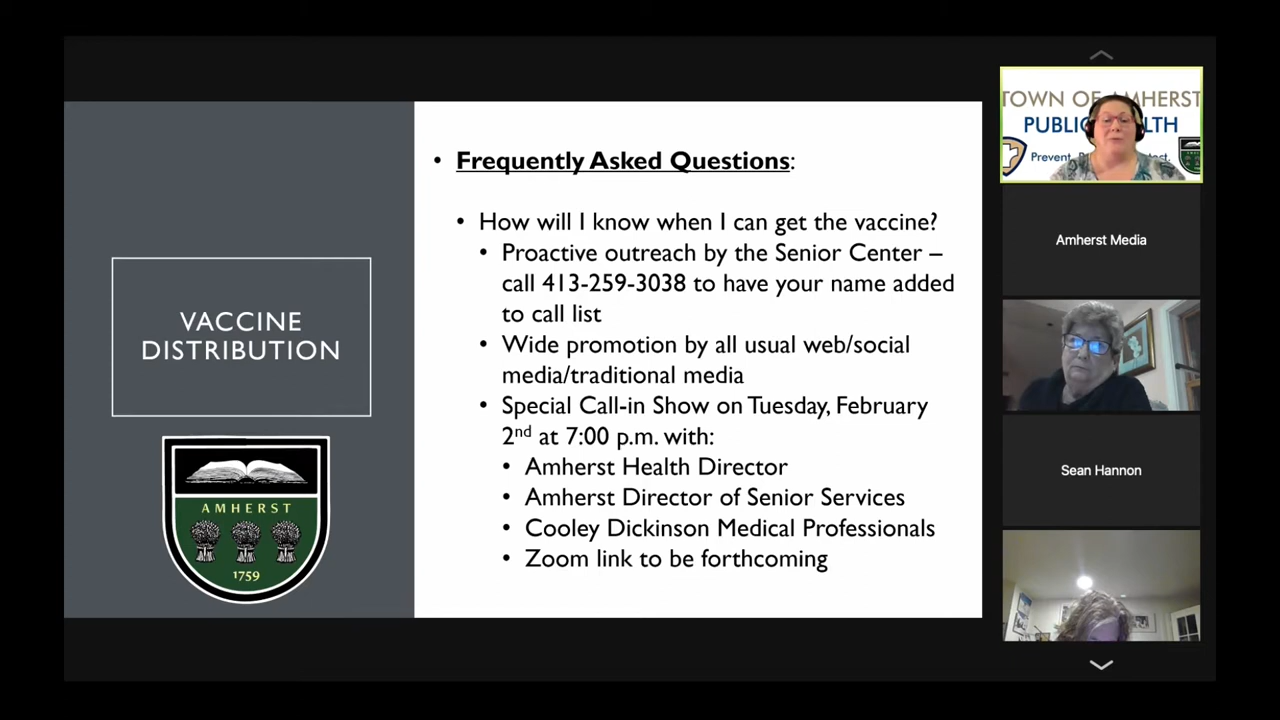 VACCINE
DISTRIBUTION
AMHERST
1759
• Frequently Asked Questions:
• How will I know when I can get the vaccine?
• Proactive outreach by the Senior Center –
call 413-259-3038 to have your name added
to call list
• Wide promotion by all usual web/social
media/traditional media
• Special Call-in Show on Tuesday, February
2nd at 7:00 p.m. with:
• Amherst Health Director
• Amherst Director of Senior Services
• Cooley Dickinson Medical Professionals
• Zoom link to be forthcoming
TOWN OF AMHERST
Prevent.
Amherst Media
Sean Hannon